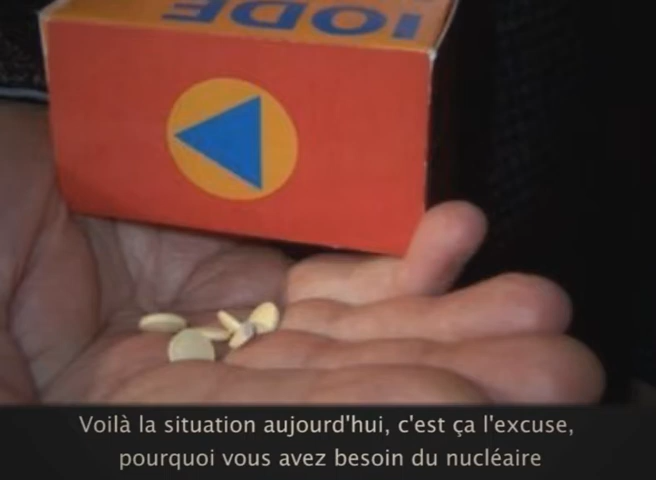 IODE
Voilà la situation aujourd'hui, c'est ça l'excuse,
pourquoi vous avez besoin du nucléaire